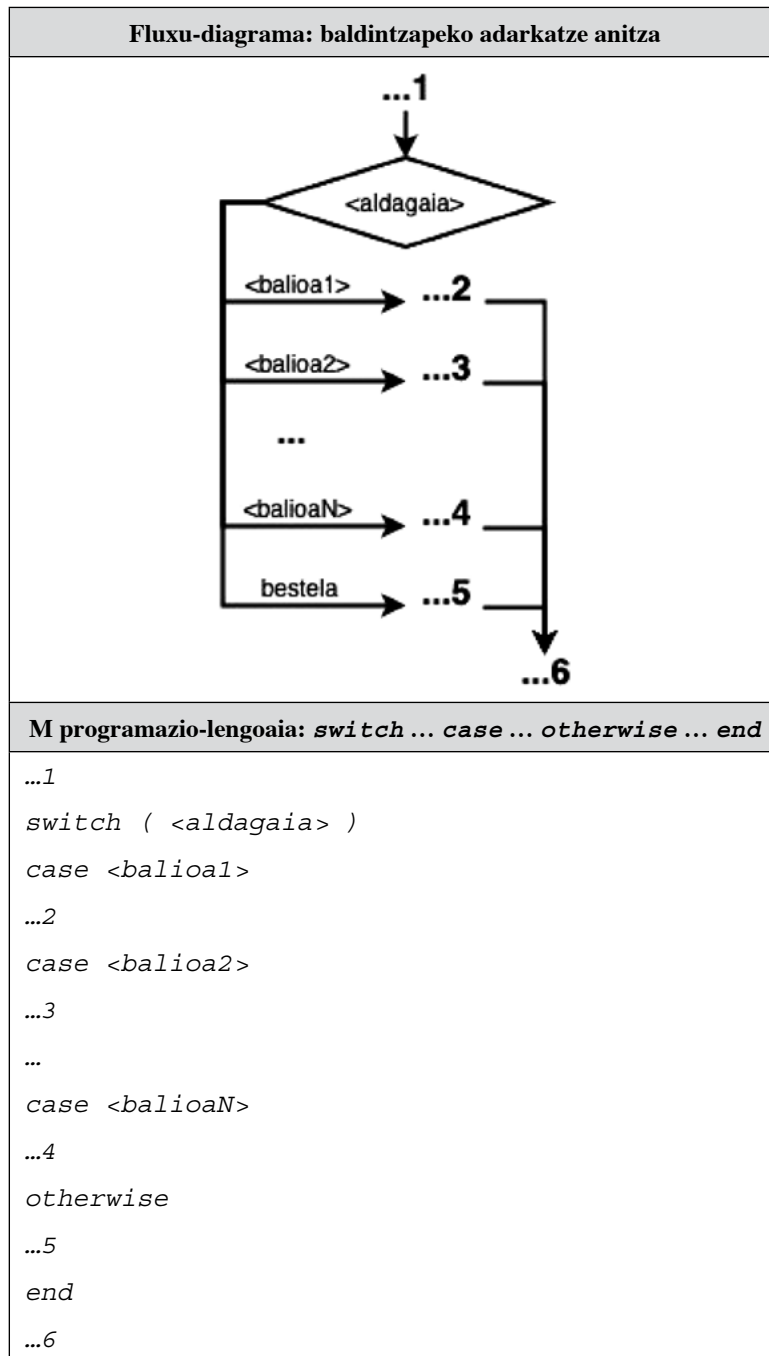 Fluxu-diagrama: baldintzapeko adarkatze anitza
...1
<aldagaia>
<balioa1> ...2
<balioa2> ...3
...
<balioaN> ...4
bestela ...5
...6
M programazio-lengoaia: switch … case … otherwise … end
…1
switch ( <aldagaia> )
case <balioa1>
…2
case <balioa2>
…3
…
case <balioaN>
…4
otherwise
…5
end
…6